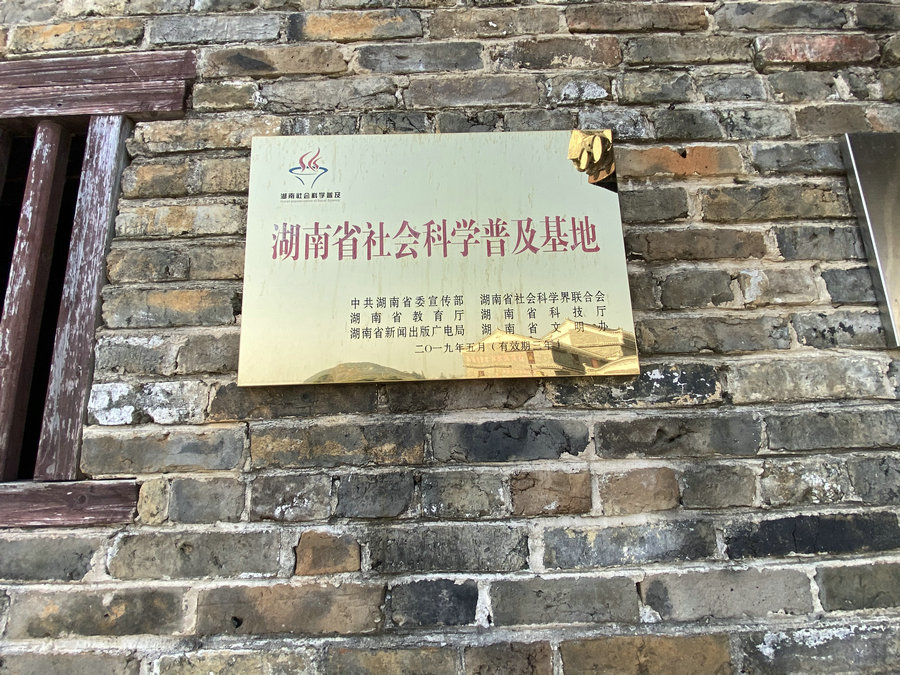 湖南社会科学普及
湖南省社会科学普及基地
中共湖南省委宣传部 湖南省社会科学界联合会
湖南省教育厅 湖南省科技厅
湖南省新闻出版广电局 湖南省文明办
二〇一九年五月(有效期三年)